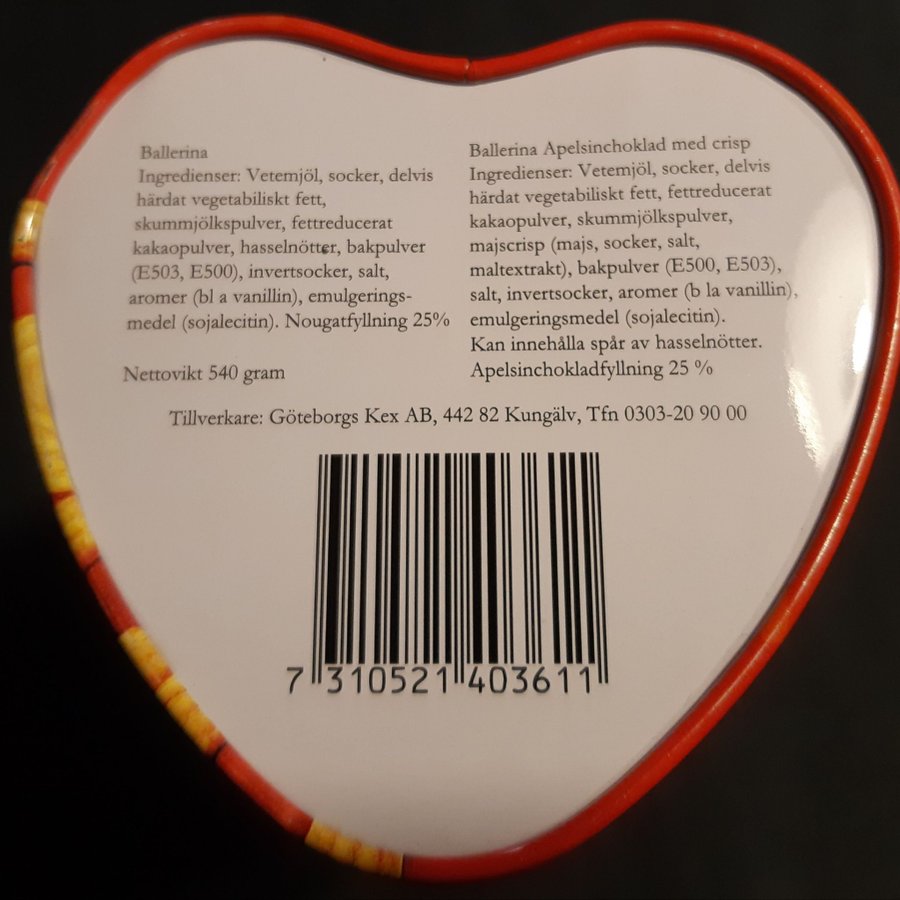 Ballerina
Ingredienser: Vetemjöl, socker, delvis
härdat vegetabiliskt fett,
skummjölkspulver, fettreducerat
kakaopulver, hasselnötter, bakpulver
(E503, E500), invertsocker, salt,
aromer (bl a vanillin), emulgerings-
medel (sojalecitin). Nougatfyllning 25%
Nettovikt 540 gram
Ballerina Apelsinchoklad med crisp
Ingredienser: Vetemjöl, socker, delvis
härdat vegetabiliskt fett, fettreducerat
kakaopulver, skummjölkspulver,
majscrisp (majs, socker, salt,
maltextrakt), bakpulver (E500, E503),
salt, invertsocker, aromer (b la vanillin),
emulgeringsmedel (sojalecitin).
Kan innehålla spår av hasselnötter.
Apelsinchokladfyllning 25 %
Tillverkare: Göteborgs Kex AB, 442 82 Kungälv, Tfn 0303-20 90 00
7 310521 403611